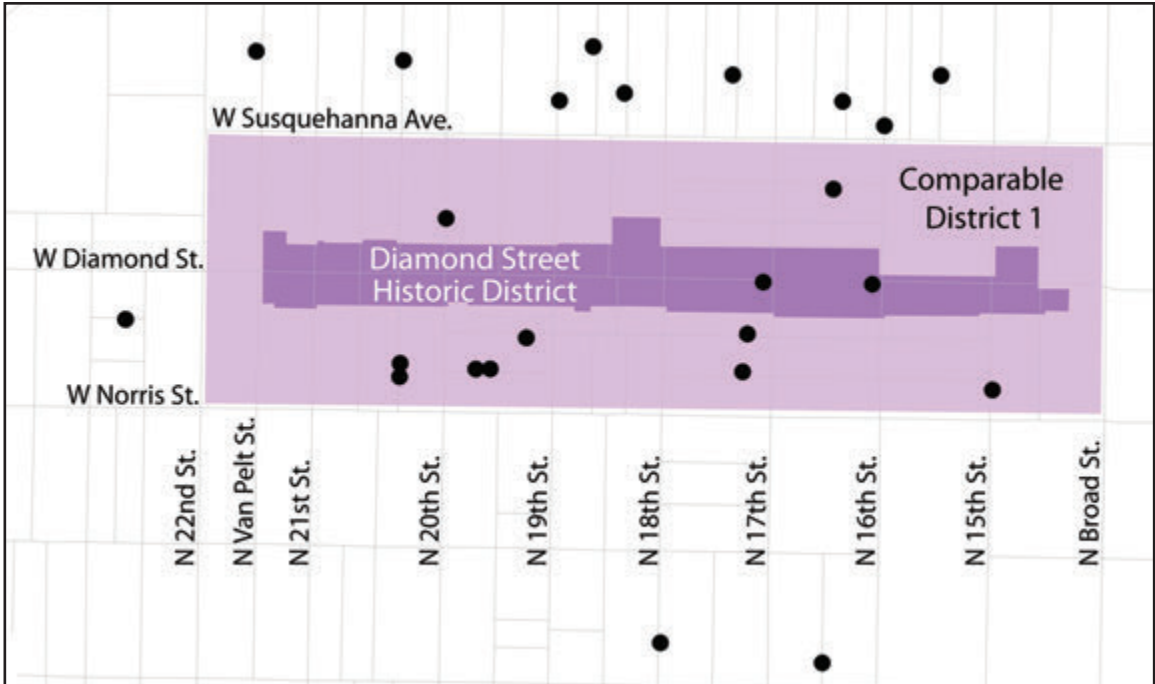 W Susquehanna Ave.
Comparable
District 1
W Diamond St.
Diamond Street
Historic District
W Norris St.
N 22nd St.
N Van Pelt St.
N 21st St.
N 20th St.
N 19th St.
N 18th St.
N 17th St.
N 16th St.
N 15th St.
N Broad St.